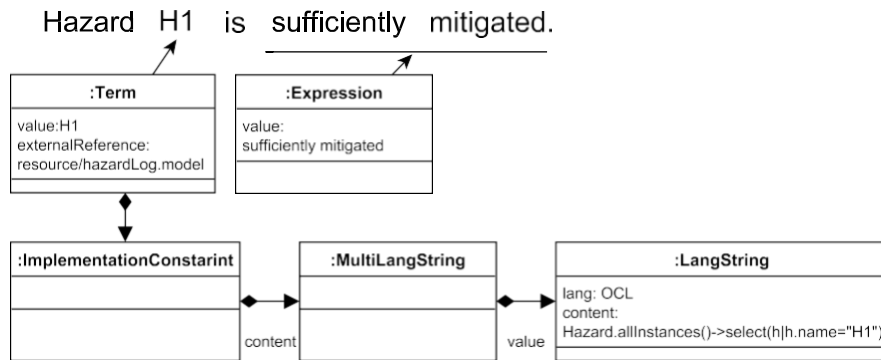 Hazard H1 is sufficiently mitigated.
:Term
value:H1
externalReference:
resource/hazardLog.model
:Expression
value:
sufficiently mitigated
:ImplementationConstarint
content
:MultiLangString
value
:LangString
lang: OCL
content:
Hazard.allInstances()->select(h|h.name="H1")